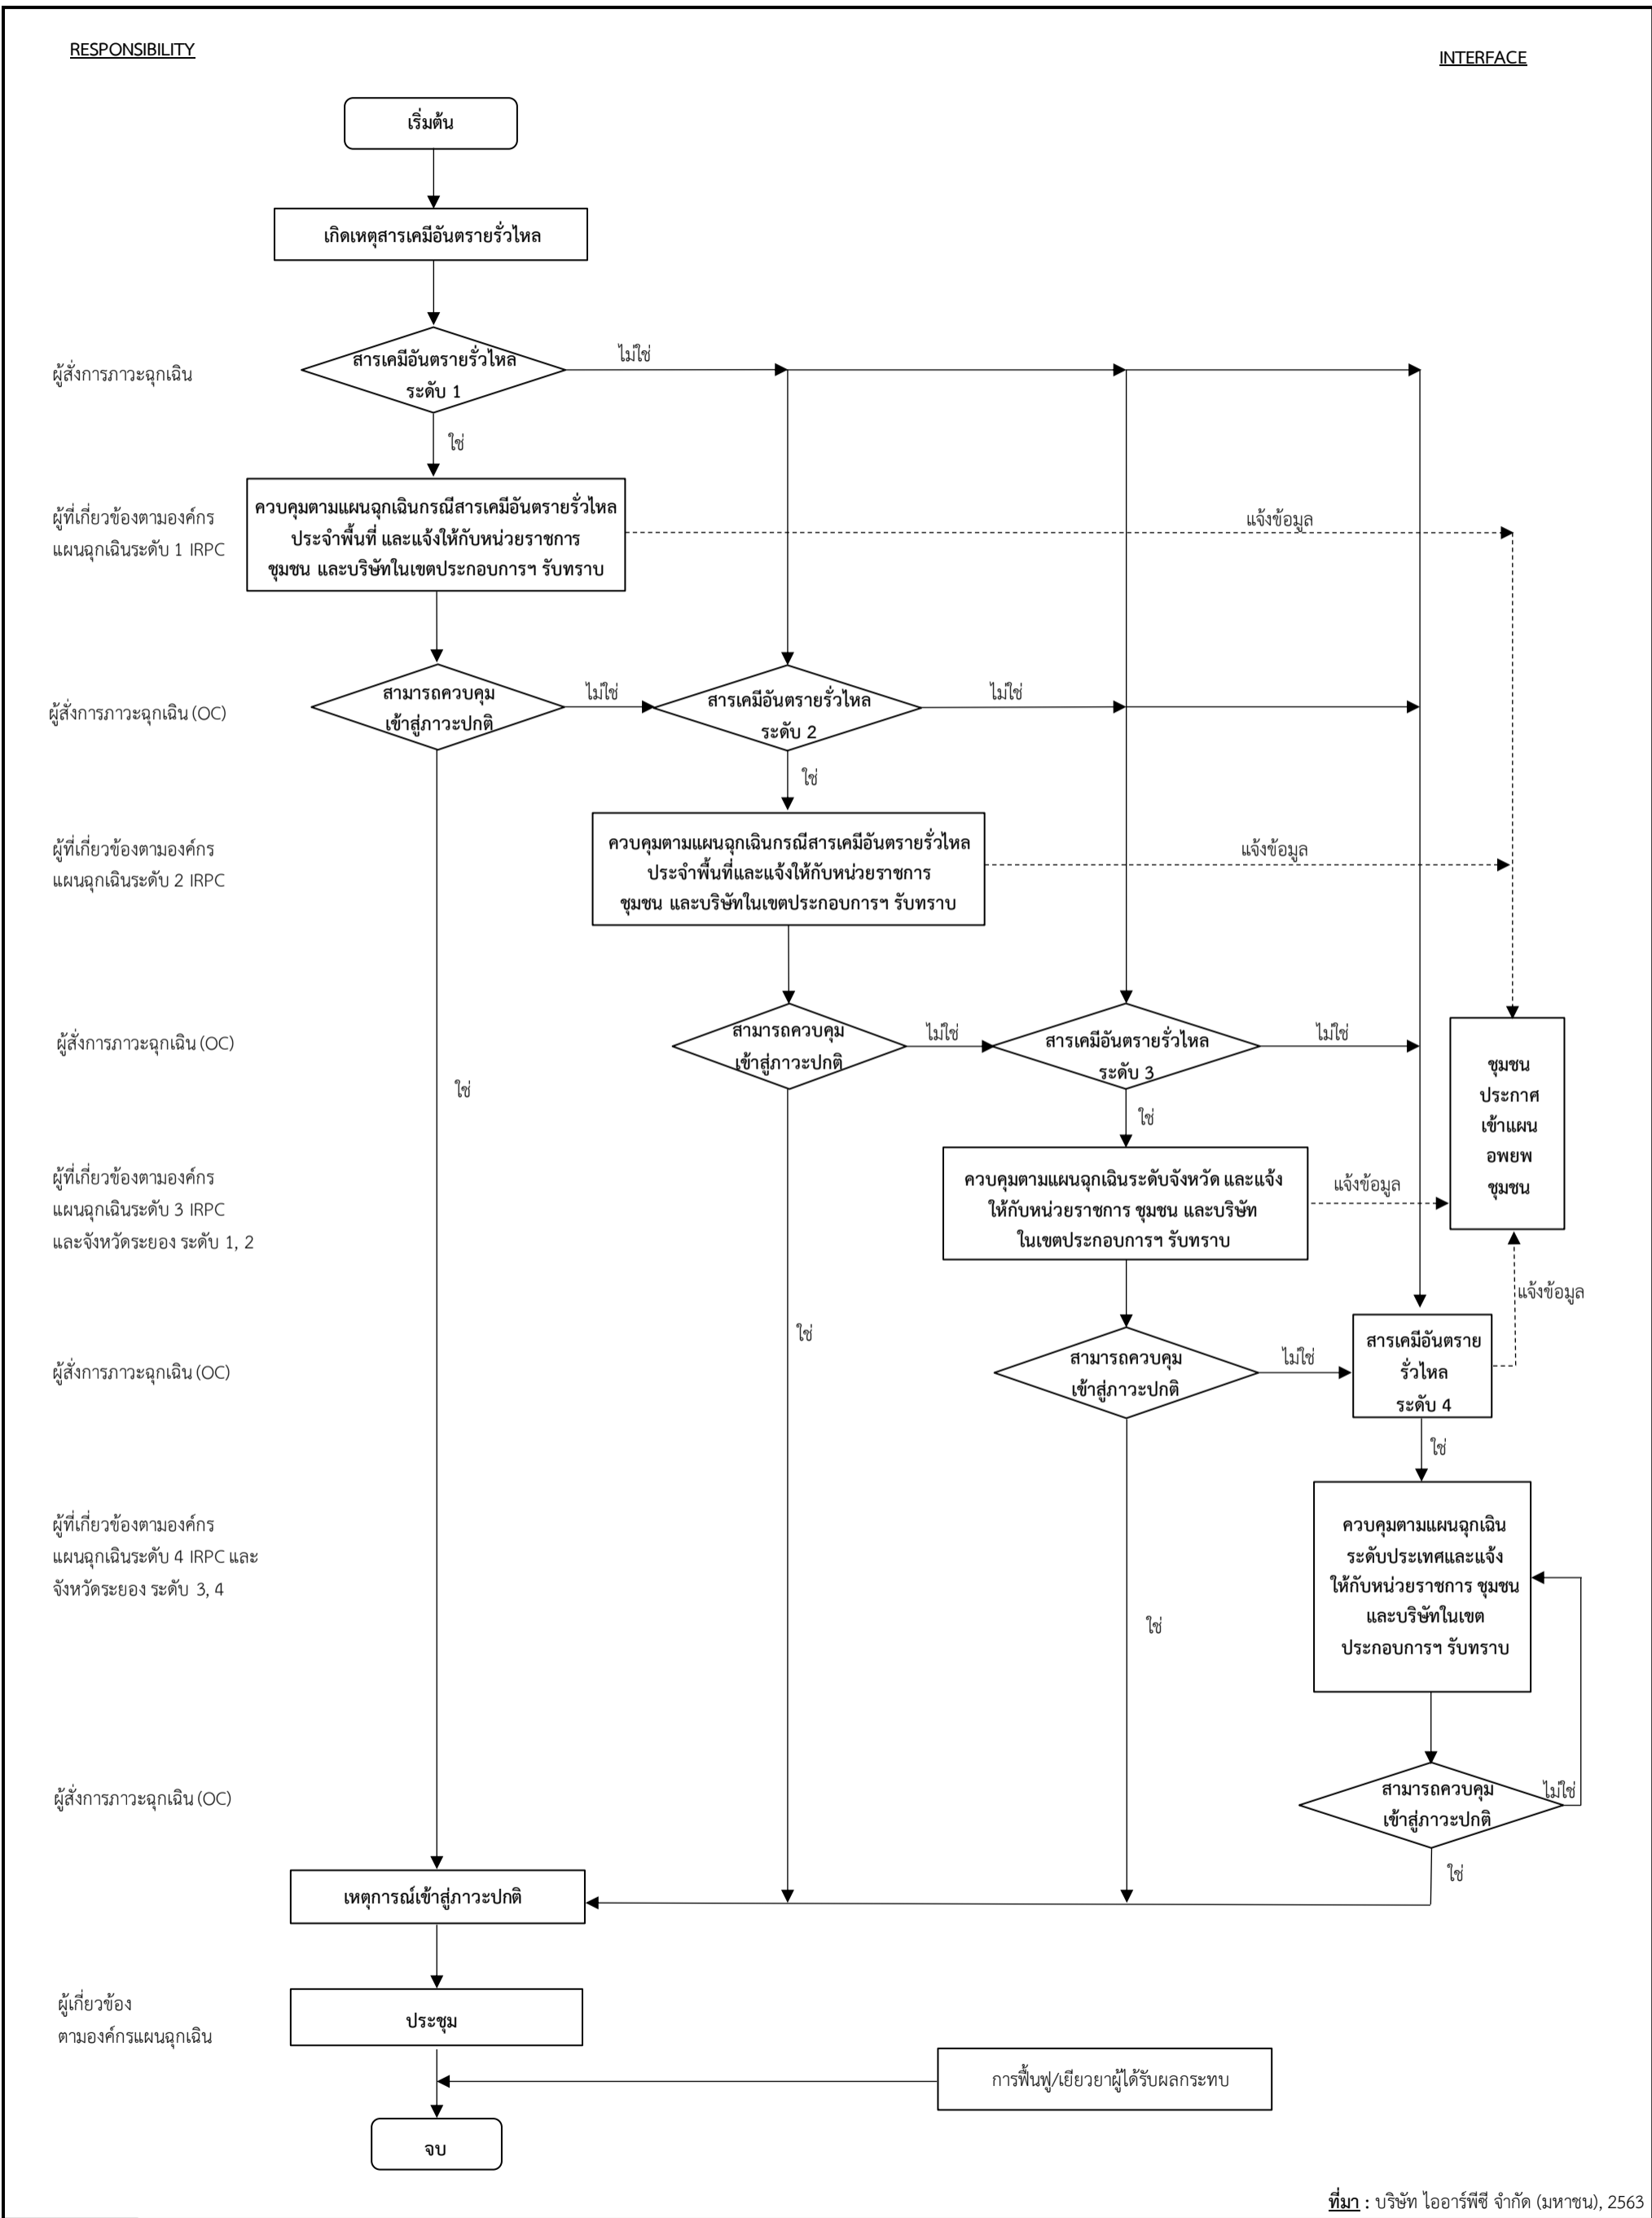 RESPONSIBILITY
INTERFACE
เริ่มต้น
เกิดเหตุสารเคมีอันตรายรั่วไหล
ผู้สั่งการภาวะฉุกเฉิน
สารเคมีอันตรายรั่วไหล
ระดับ 1
ไม่ใช่
ใช่
ผู้ที่เกี่ยวข้องตามองค์กร
แผนฉุกเฉินระดับ 1 IRPC
ควบคุมตามแผนฉุกเฉินกรณีสารเคมีอันตรายรั่วไหล
ประจำพื้นที่ และแจ้งให้กับหน่วยราชการ
ชุมชน และบริษัทในเขตประกอบการฯ รับทราบ
แจ้งข้อมูล
ผู้สั่งการภาวะฉุกเฉิน (OC)
สามารถควบคุม
เข้าสู่ภาวะปกติ
ไม่ใช่
สารเคมีอันตรายรั่วไหล
ระดับ 2
ไม่ใช่
ใช่
ผู้ที่เกี่ยวข้องตามองค์กร
แผนฉุกเฉินระดับ 2 IRPC
ควบคุมตามแผนฉุกเฉินกรณีสารเคมีอันตรายรั่วไหล
ประจำพื้นที่และแจ้งให้กับหน่วยราชการ
ชุมชน และบริษัทในเขตประกอบการฯ รับทราบ
แจ้งข้อมูล
ผู้สั่งการภาวะฉุกเฉิน (OC)
ใช่
สามารถควบคุม
เข้าสู่ภาวะปกติ
ไม่ใช่
สารเคมีอันตรายรั่วไหล
ระดับ 3
ไม่ใช่
ใช่
ชุมชน
ประกาศ
เข้าแผน
อพยพ
ชุมชน
ผู้ที่เกี่ยวข้องตามองค์กร
แผนฉุกเฉินระดับ 3 IRPC
และจังหวัดระยอง ระดับ 1, 2
ควบคุมตามแผนฉุกเฉินระดับจังหวัด และแจ้ง
ให้กับหน่วยราชการ ชุมชน และบริษัท
ในเขตประกอบการฯ รับทราบ
แจ้งข้อมูล
แจ้งข้อมูล
ผู้สั่งการภาวะฉุกเฉิน (OC)
ใช่
สามารถควบคุม
เข้าสู่ภาวะปกติ
ไม่ใช่
สารเคมีอันตราย
รั่วไหล
ระดับ 4
ใช่
ผู้ที่เกี่ยวข้องตามองค์กร
แผนฉุกเฉินระดับ 4 IRPC และ
จังหวัดระยอง ระดับ 3, 4
ใช่
ควบคุมตามแผนฉุกเฉิน
ระดับประเทศและแจ้ง
ให้กับหน่วยราชการ ชุมชน
และบริษัทในเขต
ประกอบการฯ รับทราบ
ผู้สั่งการภาวะฉุกเฉิน (OC)
สามารถควบคุม
เข้าสู่ภาวะปกติ
ไม่ใช่
ใช่
เหตุการณ์เข้าสู่ภาวะปกติ
ผู้เกี่ยวข้อง
ตามองค์กรแผนฉุกเฉิน
ประชุม
การฟื้นฟู/เยียวยาผู้ได้รับผลกระทบ
จบ
ที่มา : บริษัท ไออาร์พีซี จำกัด (มหาชน), 2563